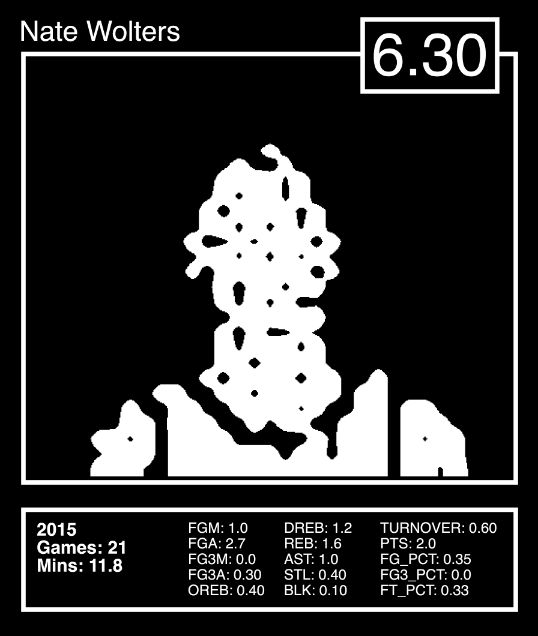 Nate Wolters
6.30
2015
Games: 21
Mins: 11.8
FGM: 1.0
FGA: 2.7
FG3M: 0.0
FG3A: 0.30
OREB: 0.40
DREB: 1.2
REB: 1.6
AST: 1.0
STL: 0.40
BLK: 0.10
TURNOVER: 0.60
PTS: 2.0
FG_PCT: 0.35
FG3_PCT: 0.0
FT_PCT: 0.33